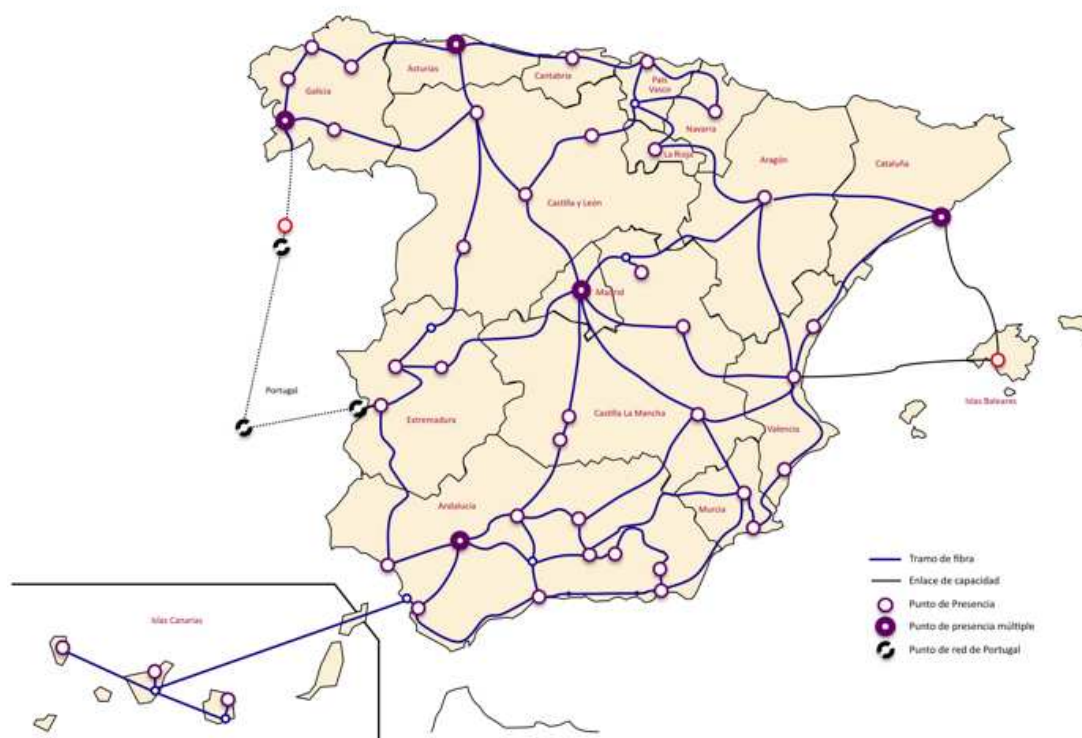 Asturias
Cantabria
País
Vasco
Galicia
Navarra
La Rioja
Aragón
Cataluña
Castilla y León
Madrid
Portugal
Extremadura
Castilla La Mancha
Valencia
Islas Baleares
Andalucía
Murcia
Islas Canarias
Tramo de fibra
Enlace de capacidad
Punto de Presencia
Punto de presencia múltiple
Punto de red de Portugal